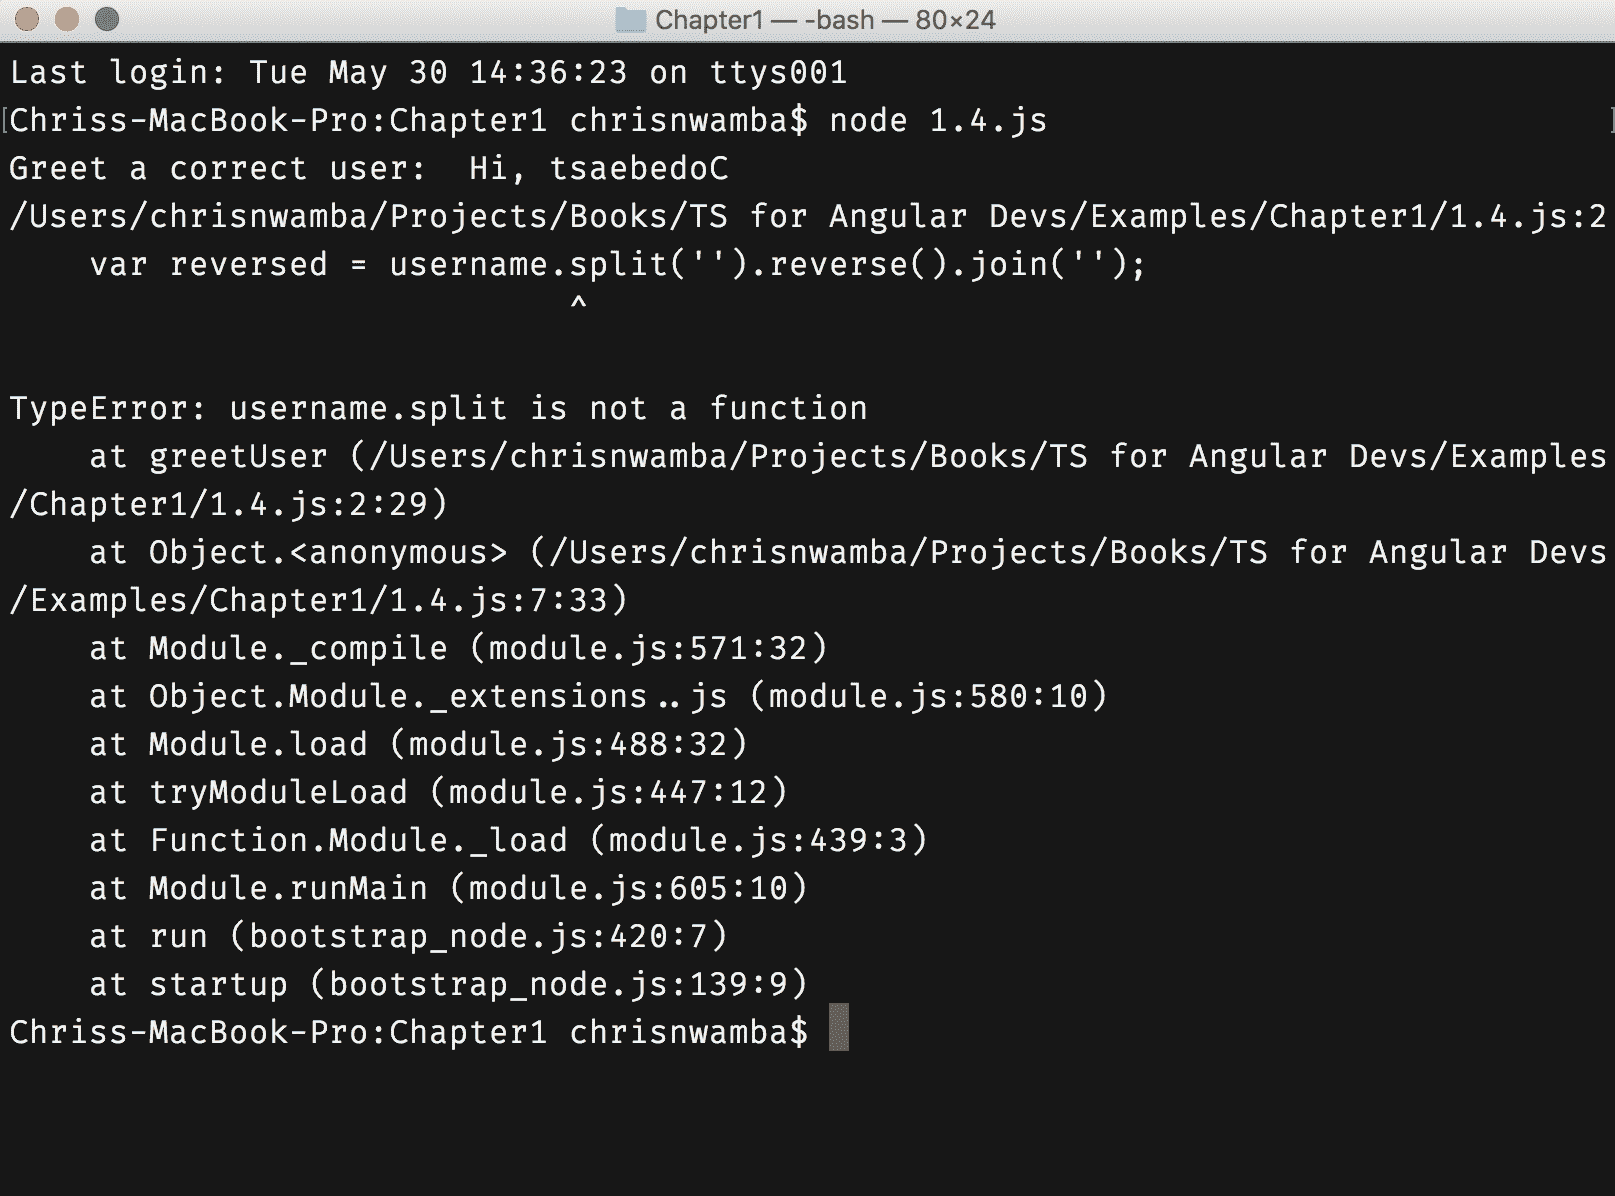 Chapter1 — -bash — 80×24
Last login: Tue May 30 14:36:23 on ttys001
[Chriss-MacBook-Pro:Chapter1 chrisnwamba$ node 1.4.js ]
Greet a correct user:  Hi, tsaebedoC
/Users/chrisnwamba/Projects/Books/TS for Angular Devs/Examples/Chapter1/1.4.js:2
    var reversed = username.split('').reverse().join('');
                            ^
TypeError: username.split is not a function
    at greetUser (/Users/chrisnwamba/Projects/Books/TS for Angular Devs/Examples
/Chapter1/1.4.js:2:29)
    at Object.<anonymous> (/Users/chrisnwamba/Projects/Books/TS for Angular Devs
/Examples/Chapter1/1.4.js:7:33)
    at Module._compile (module.js:571:32)
    at Object.Module._extensions..js (module.js:580:10)
    at Module.load (module.js:488:32)
    at tryModuleLoad (module.js:447:12)
    at Function.Module._load (module.js:439:3)
    at Module.runMain (module.js:605:10)
    at run (bootstrap_node.js:420:7)
    at startup (bootstrap_node.js:139:9)
Chriss-MacBook-Pro:Chapter1 chrisnwamba$